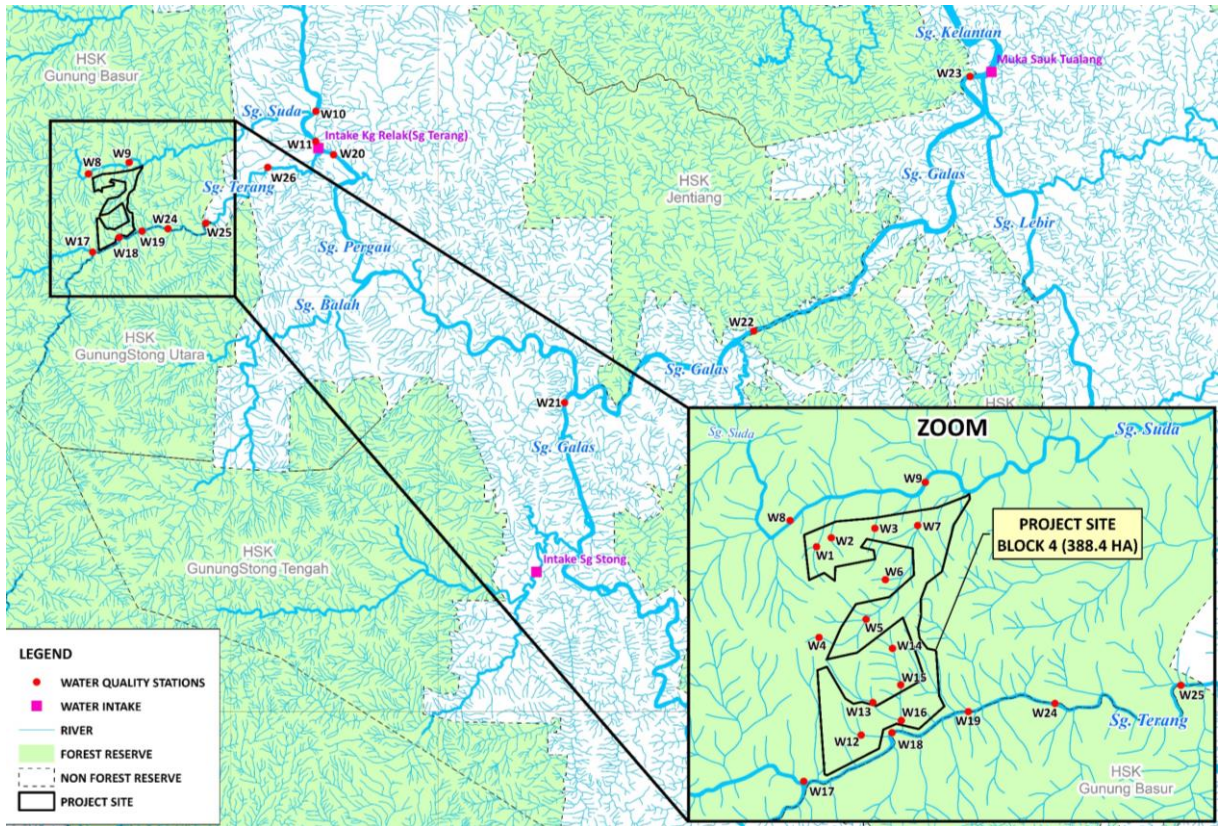 Sg. Kelantan
HSK
Gunung Basur
Muka Sauk Tualang
W23
Sg. Suda
W10
W11
Intake Kg Relak(Sg Terang)
W20
W9
W8
W26
Sg. Terang
HSK
Jentiang
Sg. Galas
W24
W25
W19
W17
W18
Sg. Lebir
Sg. Pergau
Sg. Balah
HSK
GunungStong Utara
W22
Sg. Galas
W21
HSK
Sg. Galas
HSK
GunungStong Tengah
Intake Sg Stong
ZOOM
Sg. Suda
Sg. Suda
W9
W8
W3
W7
W2
W1
PROJECT SITE
BLOCK 4 (388.4 HA)
W6
W5
W4
W14
W15
W25
W13
W16
W19
W24
Sg. Terang
W12
W18
W17
HSK
Gunung Basur
LEGEND
WATER QUALITY STATIONS
WATER INTAKE
RIVER
FOREST RESERVE
NON FOREST RESERVE
PROJECT SITE